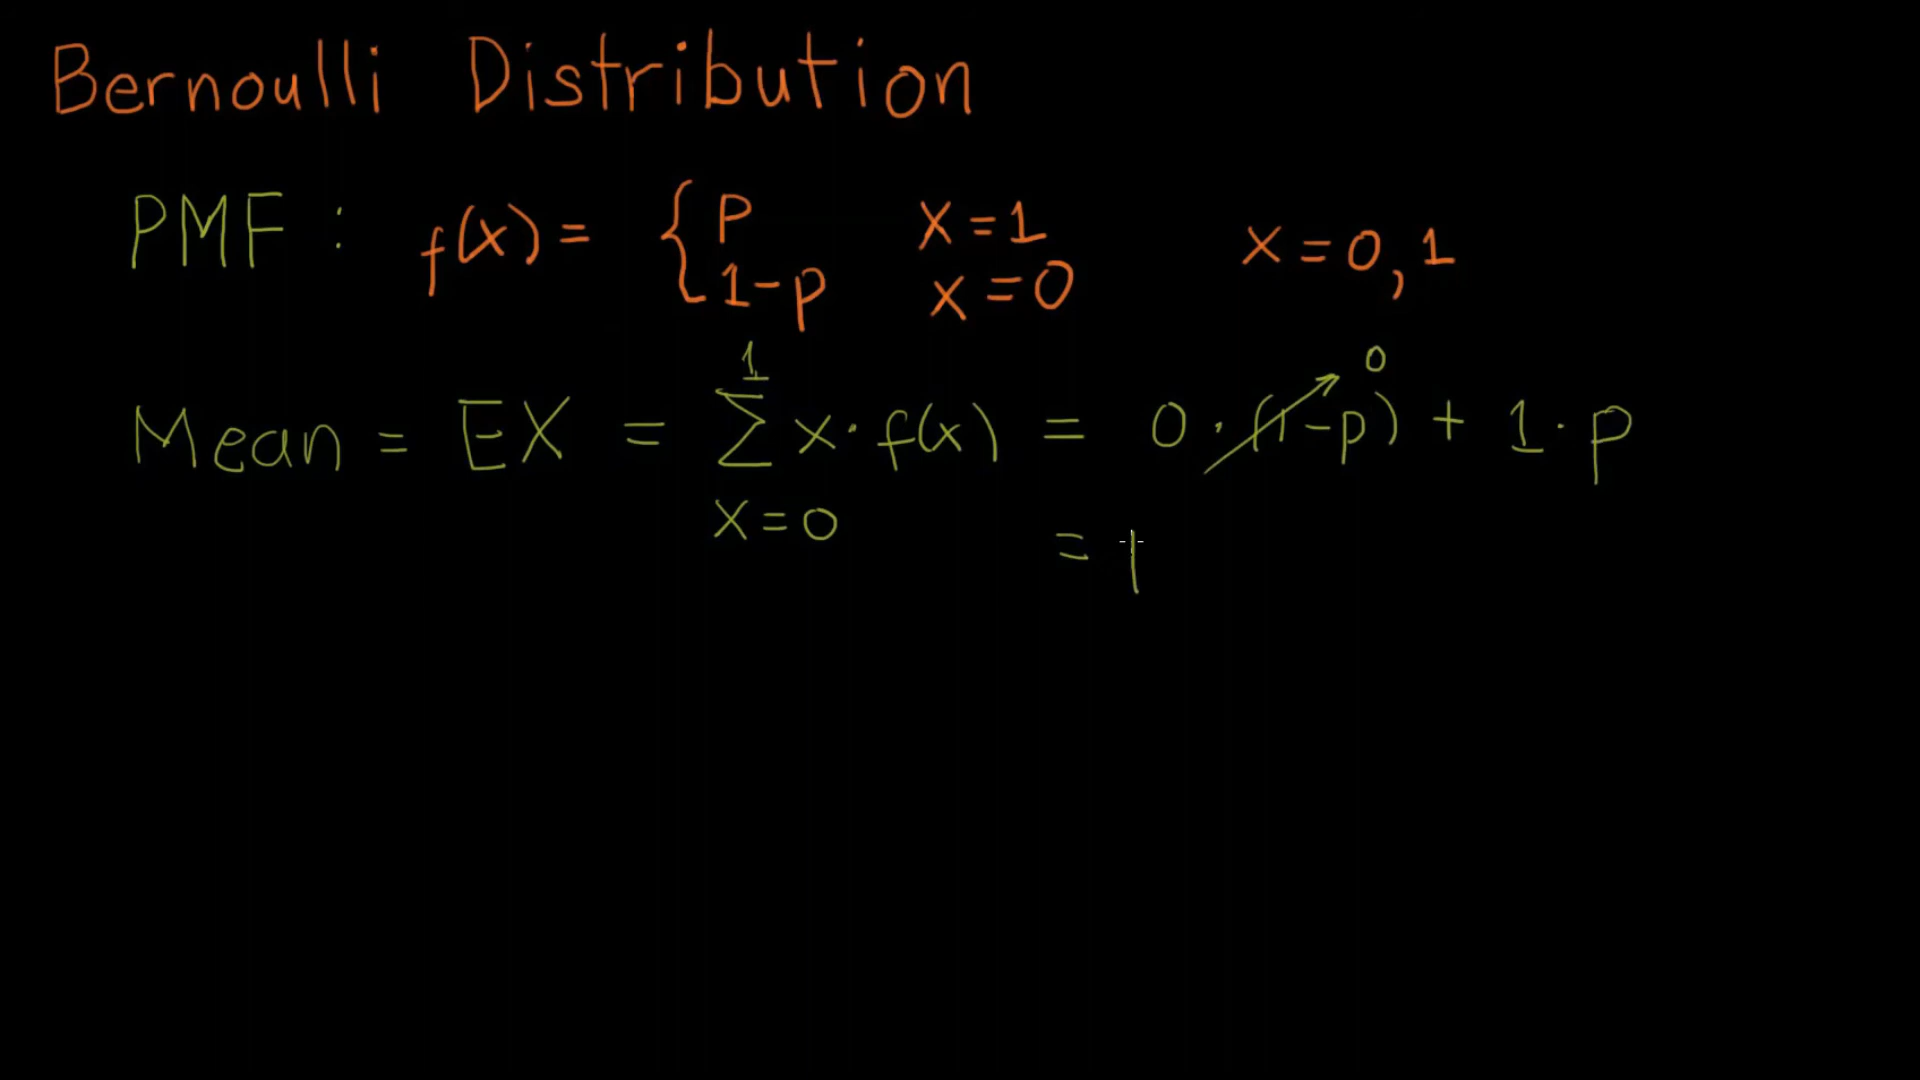 Bernoulli Distribution
PMF : f(x) = { p x = 1
1-p x = 0
x = 0, 1
Mean = EX = ∑ x=0 1 x · f(x) = 0 · (1-p) 0 + 1 · p
=